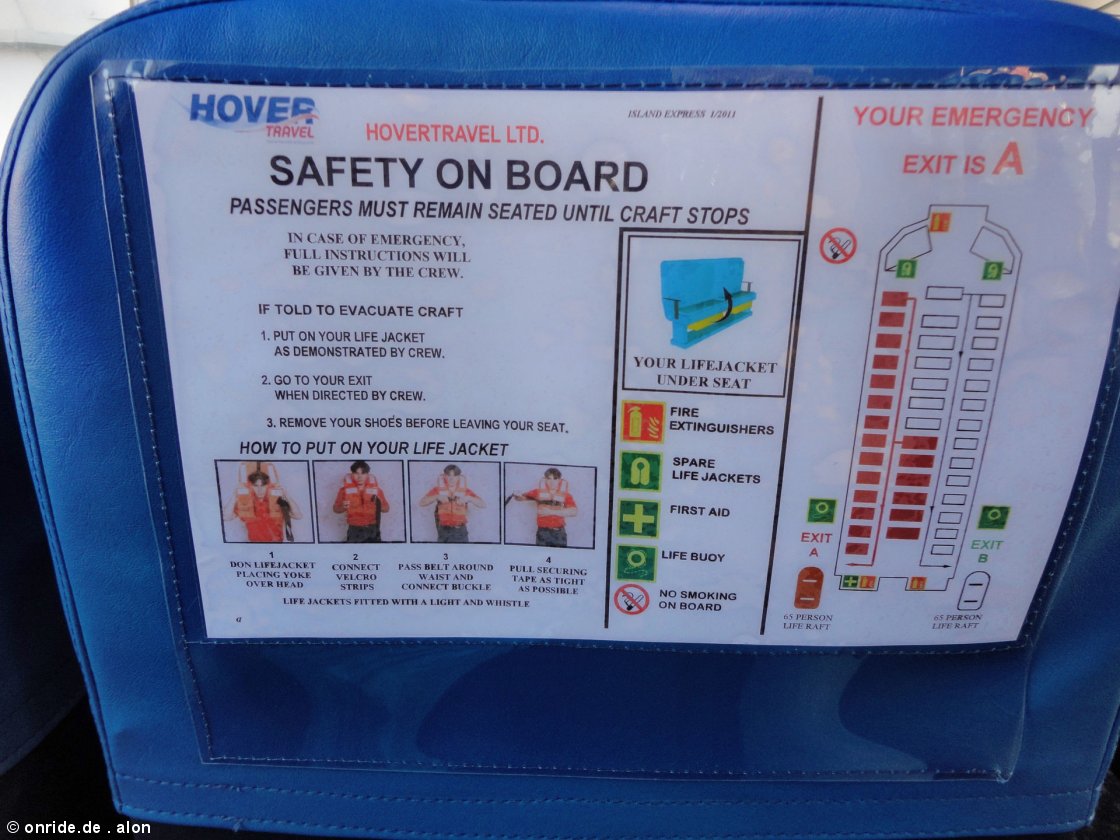 HOVER
TRAVEL
HOVERTRAVEL LTD.
ISLAND EXPRESS 1/2011
SAFETY ON BOARD
PASSENGERS MUST REMAIN SEATED UNTIL CRAFT STOPS
IN CASE OF EMERGENCY,
FULL INSTRUCTIONS WILL
BE GIVEN BY THE CREW.
IF TOLD TO EVACUATE CRAFT
1. PUT ON YOUR LIFE JACKET
AS DEMONSTRATED BY CREW.
2. GO TO YOUR EXIT
WHEN DIRECTED BY CREW.
3. REMOVE YOUR SHOES BEFORE LEAVING YOUR SEAT.
HOW TO PUT ON YOUR LIFE JACKET
1
DON LIFEJACKET
PLACING YOKE
OVER HEAD
2
CONNECT
VELCRO
STRIPS
3
PASS BELT AROUND
WAIST AND
CONNECT BUCKLE
4
PULL SECURING
TAPE AS TIGHT
AS POSSIBLE
LIFE JACKETS FITTED WITH A LIGHT AND WHISTLE
a
YOUR LIFEJACKET
UNDER SEAT
FIRE
EXTINGUISHERS
SPARE
LIFE JACKETS
FIRST AID
LIFE BUOY
NO SMOKING
ON BOARD
YOUR EMERGENCY
EXIT IS A
EXIT
A
EXIT
B
65 PERSON
LIFE RAFT
65 PERSON
LIFE RAFT
© onride.de . alon